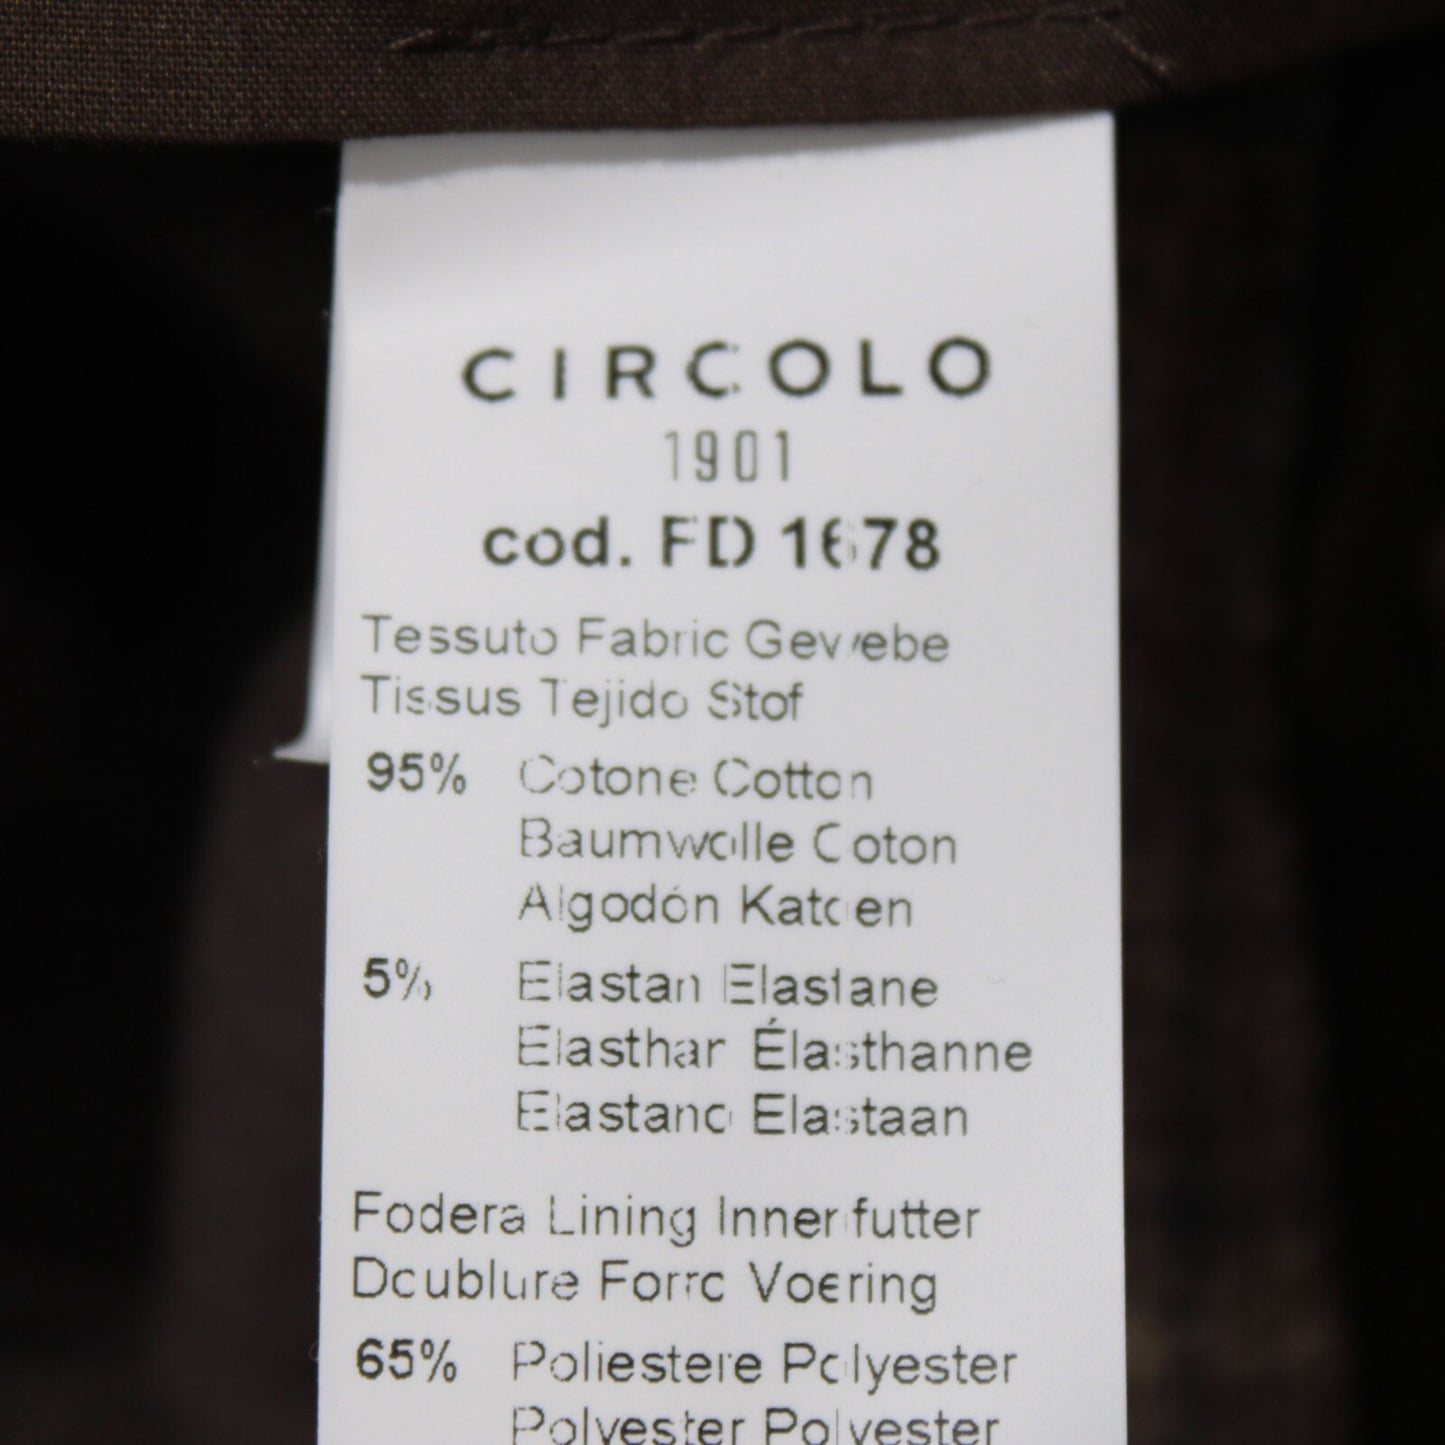 CIRCOLO
1901
cod. FD 1678
Tessuto Fabric Gewebe
Tissus Tejido Stof
95% Cotone Cotton
Baumwolle Coton
Algodón Katoen
5% Elastan Elastane
Elasthan Élasthanne
Elastano Elastaan
Fodera Lining Innenfutter
Doublure Forro Voering
65% Poliestere Polyester
Polyester Polyester